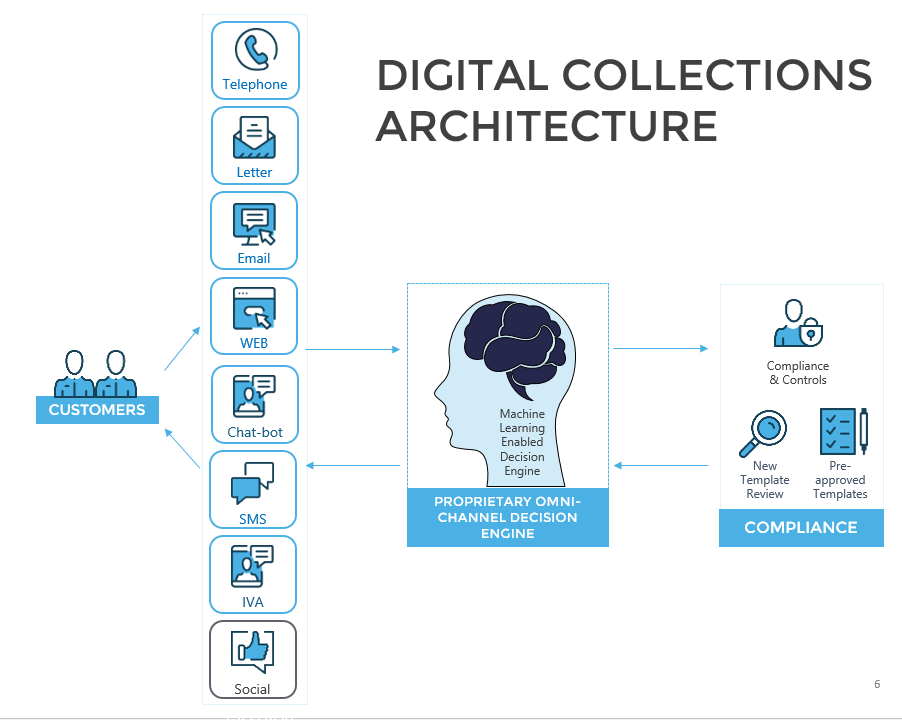 DIGITAL COLLECTIONS
ARCHITECTURE
Telephone
Letter
Email
WEB
Chat-bot
SMS
IVA
Social
CUSTOMERS
Machine
Learning
Enabled
Decision
Engine
PROPRIETARY OMNI-
CHANNEL DECISION
ENGINE
Compliance
& Controls
New
Template
Review
Pre-
approved
Templates
COMPLIANCE
6